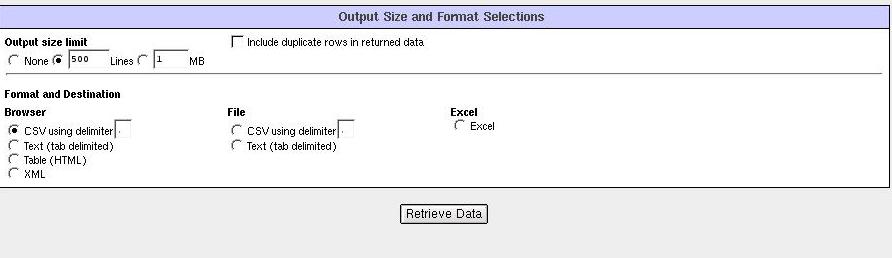 Output Size and Format Selections
Output size limit
Include duplicate rows in returned data
None 500 Lines 1 MB
Format and Destination
Browser File Excel
CSV using delimiter CSV using delimiter Excel
Text (tab delimited) Text (tab delimited)
Table (HTML)
XML
Retrieve Data